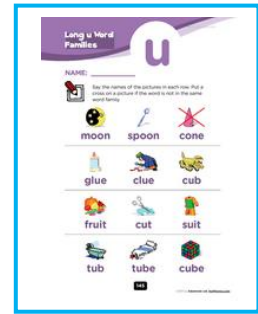 Long u Word
Families
u
NAME:
Say the names of the pictures in each row. Put a
cross on a picture if the word is not in the same
word family.
moon spoon cone
glue clue cub
fruit cut suit
tub tube cube
143